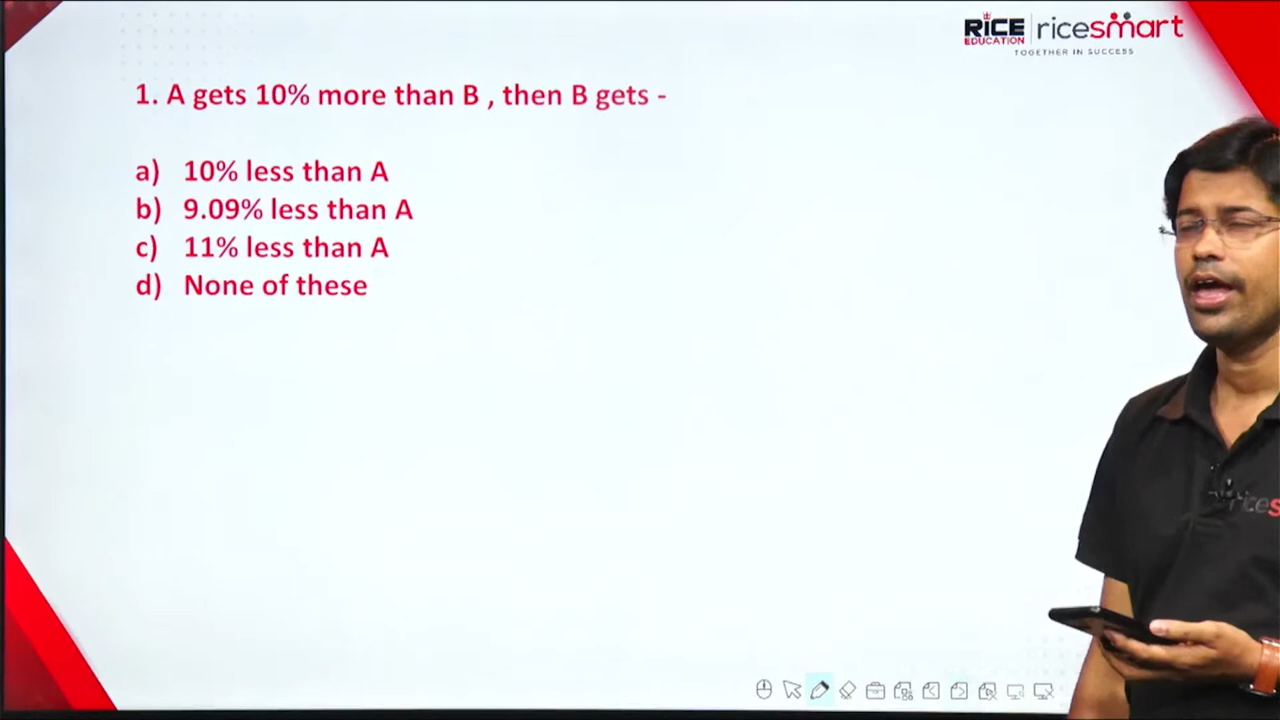 RICE ricesmart
EDUCATION
TOGETHER IN SUCCESS
1. A gets 10% more than B , then B gets -
a) 10% less than A
b) 9.09% less than A
c) 11% less than A
d) None of these
rices